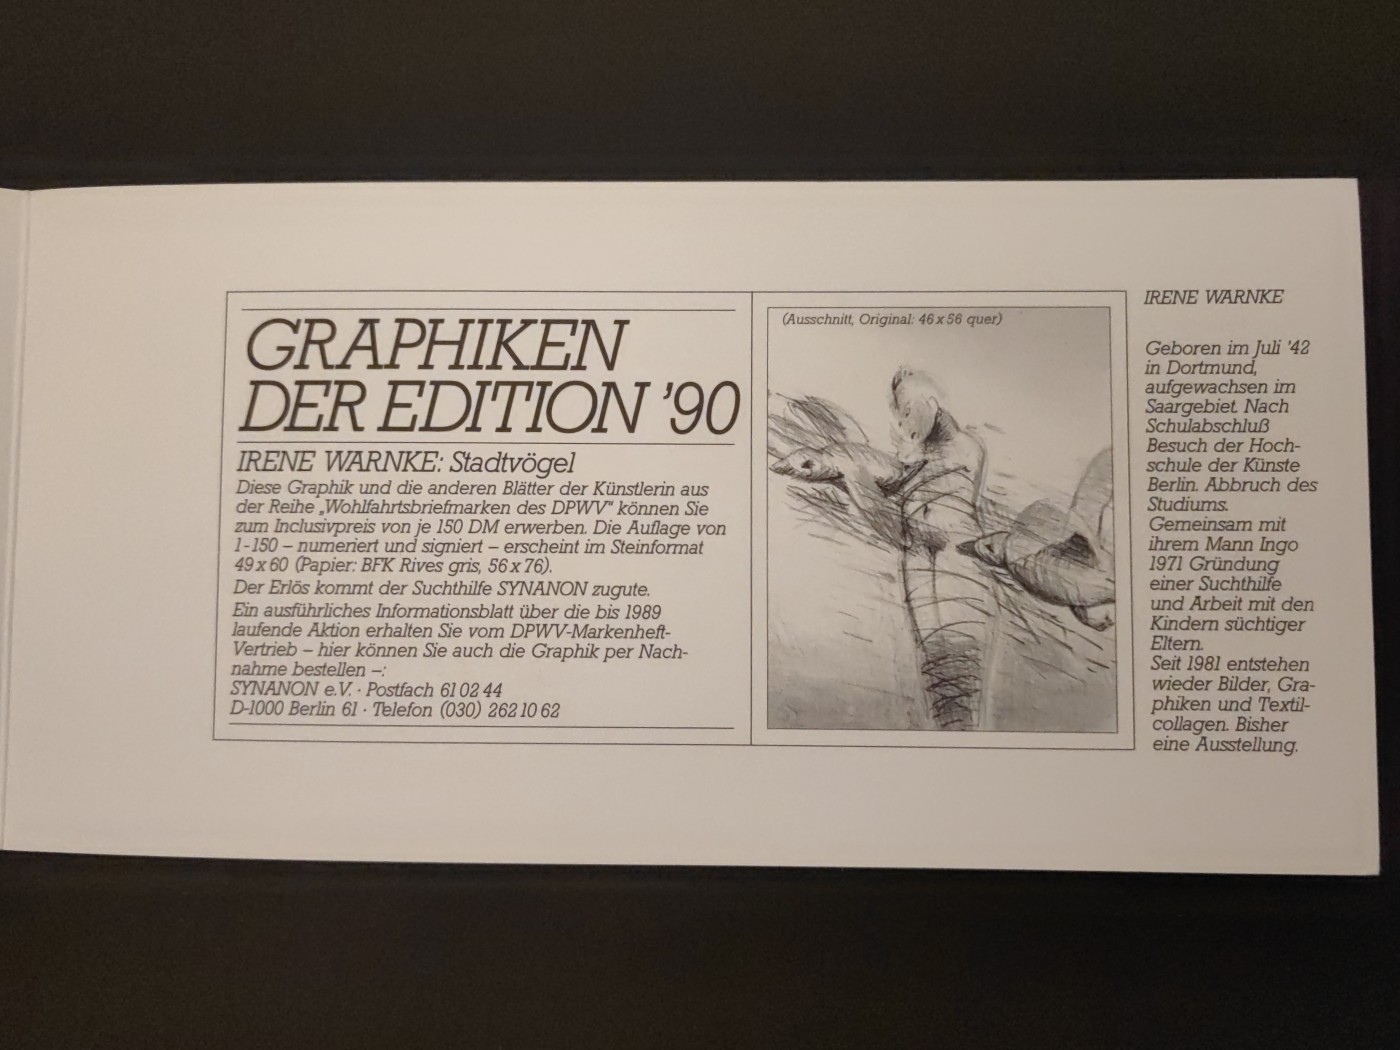 GRAPHIKEN
DER EDITION '90
IRENE WARNKE: Stadtvögel
Diese Graphik und die anderen Blätter der Künstlerin aus
der Reihe „Wohlfahrtsbriefmarken des DPWV" können Sie
zum Inclusivpreis von je 150 DM erwerben. Die Auflage von
1-150 – numeriert und signiert – erscheint im Steinformat
49 x 60 (Papier: BFK Rives gris, 56 x 76).
Der Erlös kommt der Suchthilfe SYNANON zugute.
Ein ausführliches Informationsblatt über die bis 1989
laufende Aktion erhalten Sie vom DPWV-Markenheft-
Vertrieb – hier können Sie auch die Graphik per Nach-
nahme bestellen –:
SYNANON e.V. · Postfach 61 02 44
D-1000 Berlin 61 · Telefon (030) 262 10 62
(Ausschnitt, Original: 46 x 56 quer)
IRENE WARNKE
Geboren im Juli '42
in Dortmund,
aufgewachsen im
Saargebiet. Nach
Schulabschluß
Besuch der Hoch-
schule der Künste
Berlin. Abbruch des
Studiums.
Gemeinsam mit
ihrem Mann Ingo
1971 Gründung
einer Suchthilfe
und Arbeit mit den
Kindern süchtiger
Eltern.
Seit 1981 entstehen
wieder Bilder, Gra-
phiken und Textil-
collagen. Bisher
eine Ausstellung.